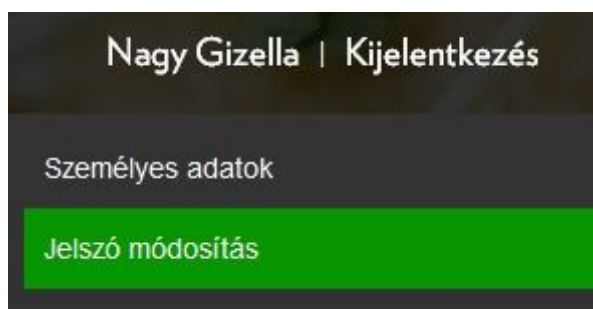 Nagy Gizella | Kijelentkezés
Személyes adatok
Jelszó módosítás